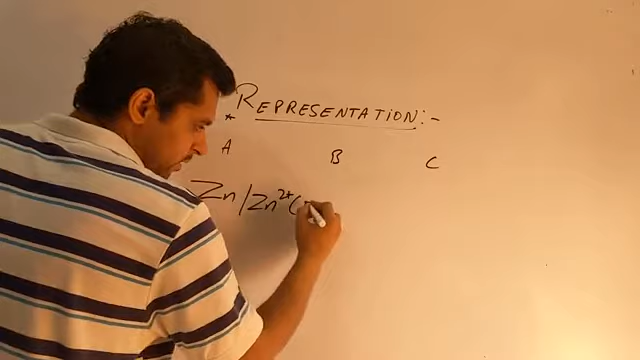 * REPRESENTATION:-
A B C
Zn/Zn²⁺(